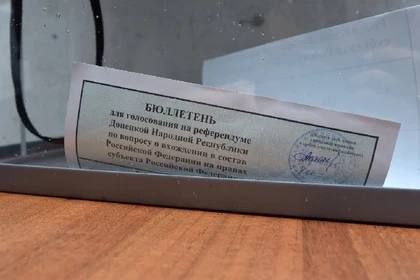 БЮЛЛЕТЕНЬ
для голосования на референдуме
Донецкой Народной Республики
по вопросу о вхождении в состав
Российской Федерации на правах
субъекта Российской Федерации